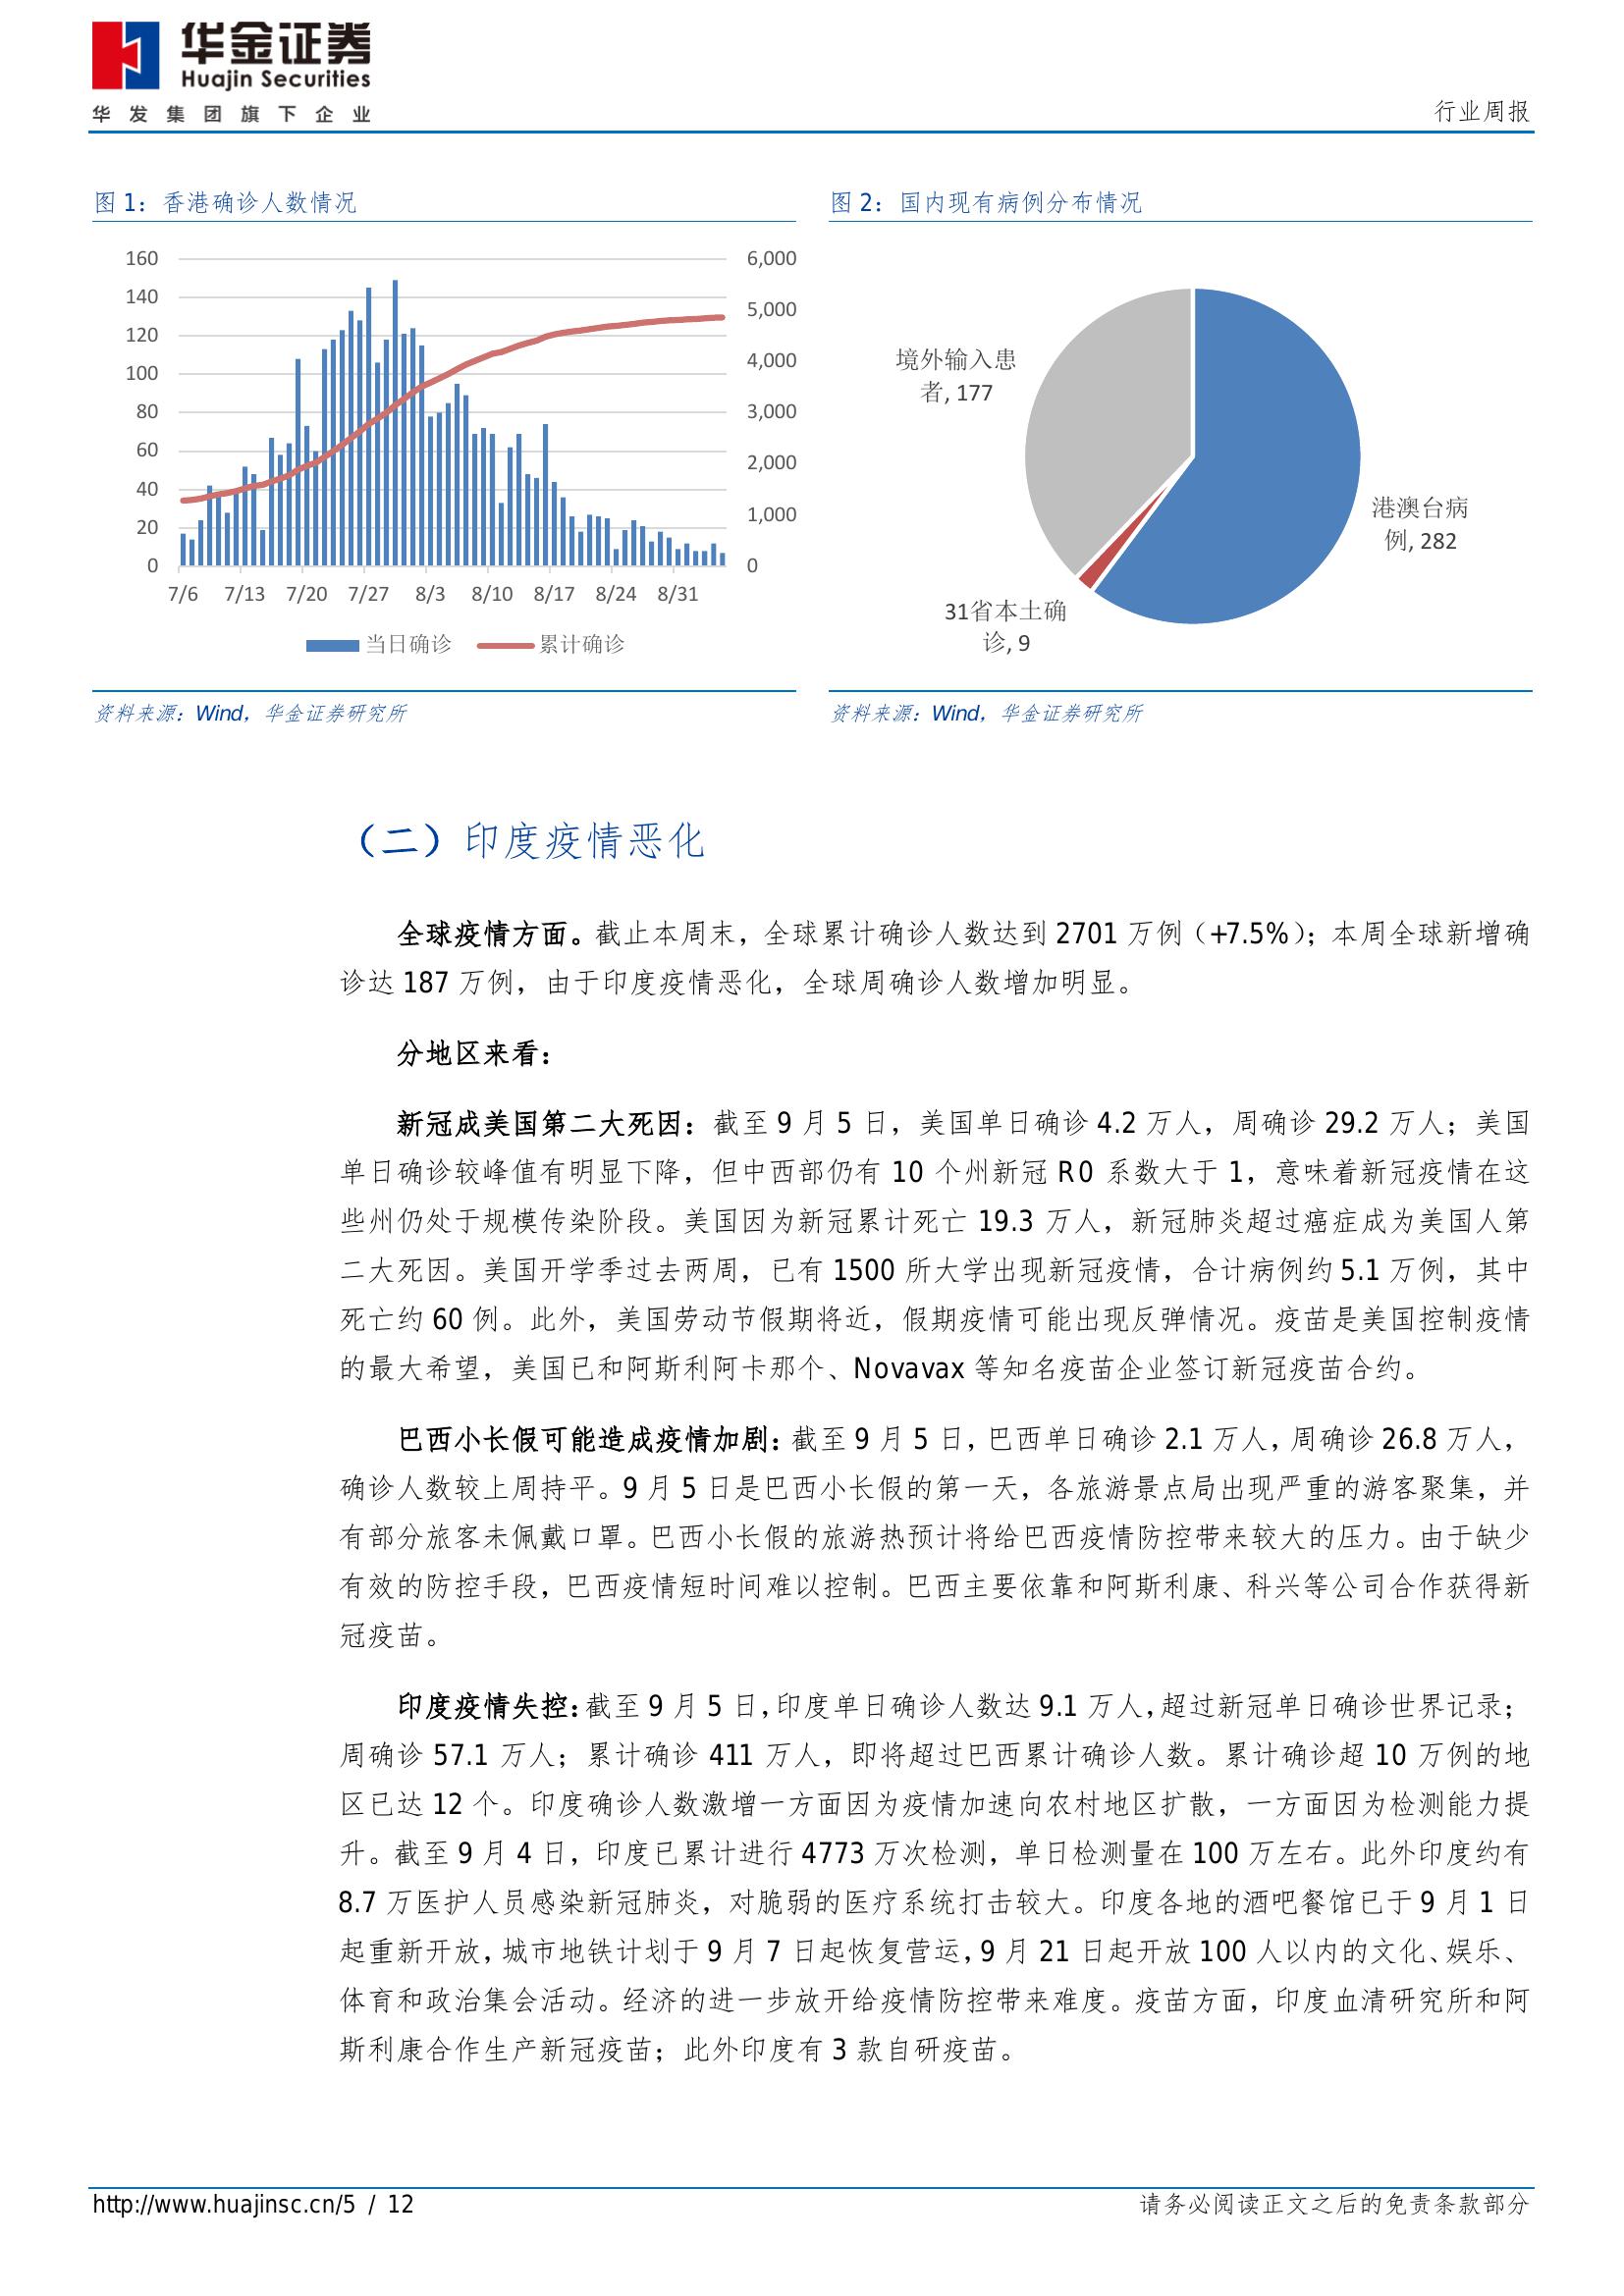 华金证券
Huajin Securities
华发集团旗下企业
行业周报
图 1：香港确诊人数情况
160
140
120
100
80
60
40
20
0
6,000
5,000
4,000
3,000
2,000
1,000
0
7/6 7/13 7/20 7/27 8/3 8/10 8/17 8/24 8/31
当日确诊 累计确诊
资料来源：Wind，华金证券研究所
图 2：国内现有病例分布情况
境外输入患
者, 177
港澳台病
例, 282
31省本土确
诊, 9
资料来源：Wind，华金证券研究所
（二）印度疫情恶化
全球疫情方面。截止本周末，全球累计确诊人数达到 2701 万例（+7.5%）；本周全球新增确
诊达 187 万例，由于印度疫情恶化，全球周确诊人数增加明显。
分地区来看：
新冠成美国第二大死因：截至 9 月 5 日，美国单日确诊 4.2 万人，周确诊 29.2 万人；美国
单日确诊较峰值有明显下降，但中西部仍有 10 个州新冠 R0 系数大于 1，意味着新冠疫情在这
些州仍处于规模传染阶段。美国因为新冠累计死亡 19.3 万人，新冠肺炎超过癌症成为美国人第
二大死因。美国开学季过去两周，已有 1500 所大学出现新冠疫情，合计病例约 5.1 万例，其中
死亡约 60 例。此外，美国劳动节假期将近，假期疫情可能出现反弹情况。疫苗是美国控制疫情
的最大希望，美国已和阿斯利阿卡那个、Novavax 等知名疫苗企业签订新冠疫苗合约。
巴西小长假可能造成疫情加剧：截至 9 月 5 日，巴西单日确诊 2.1 万人，周确诊 26.8 万人，
确诊人数较上周持平。9 月 5 日是巴西小长假的第一天，各旅游景点局出现严重的游客聚集，并
有部分旅客未佩戴口罩。巴西小长假的旅游热预计将给巴西疫情防控带来较大的压力。由于缺少
有效的防控手段，巴西疫情短时间难以控制。巴西主要依靠和阿斯利康、科兴等公司合作获得新
冠疫苗。
印度疫情失控：截至 9 月 5 日，印度单日确诊人数达 9.1 万人，超过新冠单日确诊世界记录；
周确诊 57.1 万人；累计确诊 411 万人，即将超过巴西累计确诊人数。累计确诊超 10 万例的地
区已达 12 个。印度确诊人数激增一方面因为疫情加速向农村地区扩散，一方面因为检测能力提
升。截至 9 月 4 日，印度已累计进行 4773 万次检测，单日检测量在 100 万左右。此外印度约有
8.7 万医护人员感染新冠肺炎，对脆弱的医疗系统打击较大。印度各地的酒吧餐馆已于 9 月 1 日
起重新开放，城市地铁计划于 9 月 7 日起恢复营运，9 月 21 日起开放 100 人以内的文化、娱乐、
体育和政治集会活动。经济的进一步放开给疫情防控带来难度。疫苗方面，印度血清研究所和阿
斯利康合作生产新冠疫苗；此外印度有 3 款自研疫苗。
http://www.huajinsc.cn/5 / 12
请务必阅读正文之后的免责条款部分